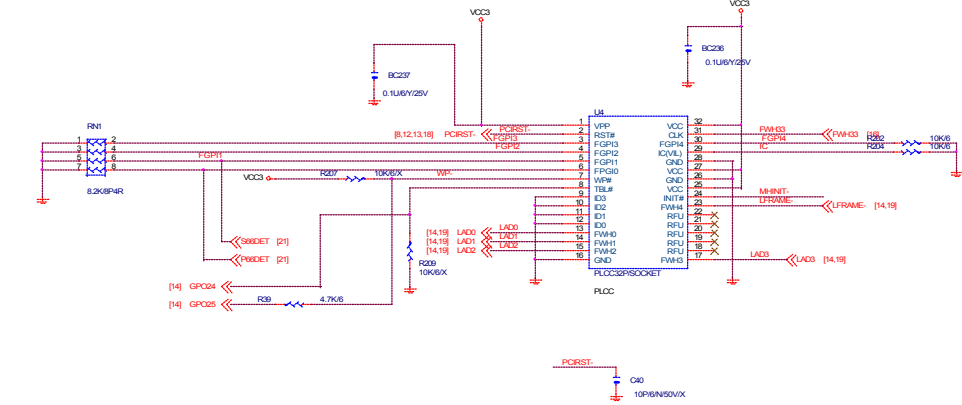 VCC3
VCC3
BC237
0.1U/6/Y/25V
BC236
0.1U/6/Y/25V
RN1
1 2
3 4
5 6
7 8
8.2K/8P4R
FGPI1
[8,12,13,18] PCIRST- PCIRST-
FGPI3
FGPI2
VCC3 R207 10K/6/X WP-
U4
1 VPP VCC 32
2 RST# CLK 31
3 FGPI3 FGPI4 30
4 FGPI2 IC(VIL) 29
5 FGPI1 GND 28
6 FPGI0 VCC 27
7 WP# GND 26
8 TBL# VCC 25
9 ID3 INIT# 24
10 ID2 FWH4 23
11 ID1 RFU 22
12 ID0 RFU 21
13 FWH0 RFU 20
14 FWH1 RFU 19
15 FWH2 RFU 18
16 GND FWH3 17
PLCC32P/SOCKET
PLCC
FWH33 FWH33
FGPI4 R202 10K/6
IC R204 10K/6
MHINIT-
LFRAME- LFRAME- [14,19]
LAD3 LAD3 [14,19]
[14,19] LAD0 LAD0
[14,19] LAD1 LAD1
[14,19] LAD2 LAD2
S66DET [21]
P66DET [21]
R209
10K/6/X
[14] GPO24
[14] GPO25 R39 4.7K/6
PCIRST-
C40
10P/6/N/50V/X